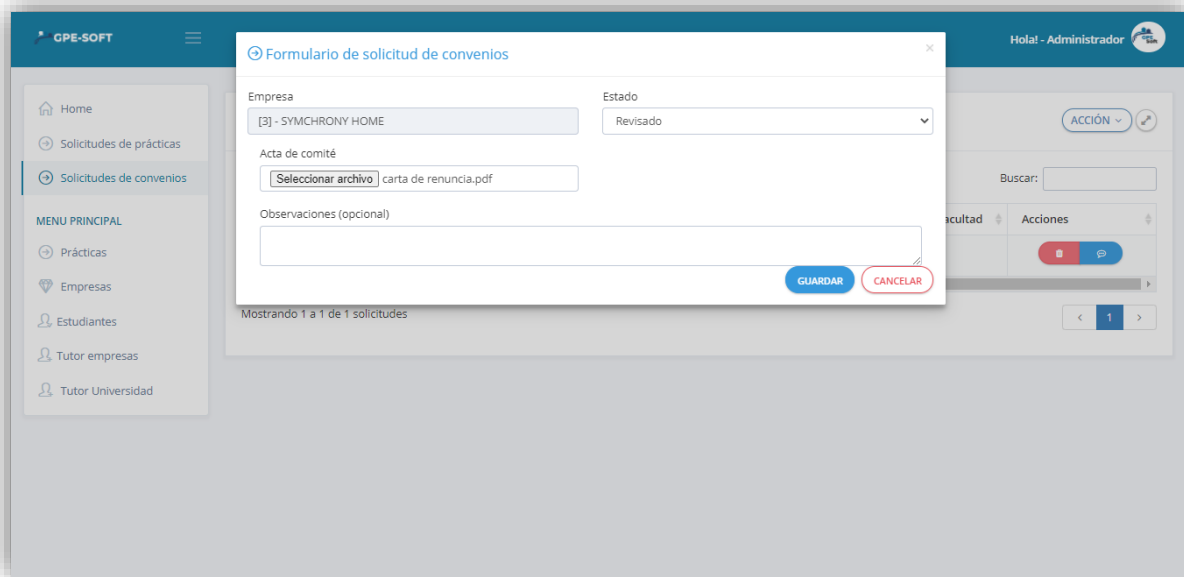 GPE-SOFT
Hola! - Administrador
Formulario de solicitud de convenios
×
Empresa
Estado
[3] - SYMCHRONY HOME
Revisado
Acta de comité
Seleccionar archivo carta de renuncia.pdf
Observaciones (opcional)
GUARDAR
CANCELAR
Home
Solicitudes de prácticas
Solicitudes de convenios
MENU PRINCIPAL
Prácticas
Empresas
Estudiantes
Tutor empresas
Tutor Universidad
ACCIÓN
Buscar:
acultad
Acciones
Mostrando 1 a 1 de 1 solicitudes
< 1 >